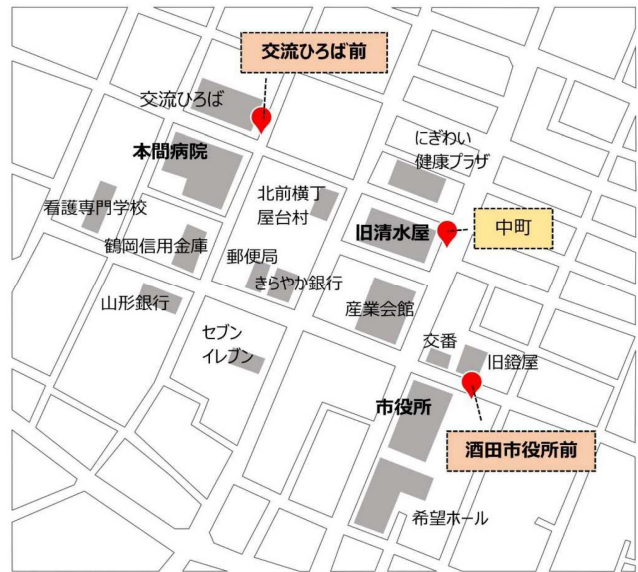 交流ひろば前
交流ひろば
本間病院
にぎわい
健康プラザ
看護専門学校
北前横丁
屋台村
旧清水屋
中町
鶴岡信用金庫
郵便局
きらやか銀行
山形銀行
産業会館
セブン
イレブン
交番
旧鐙屋
市役所
酒田市役所前
希望ホール